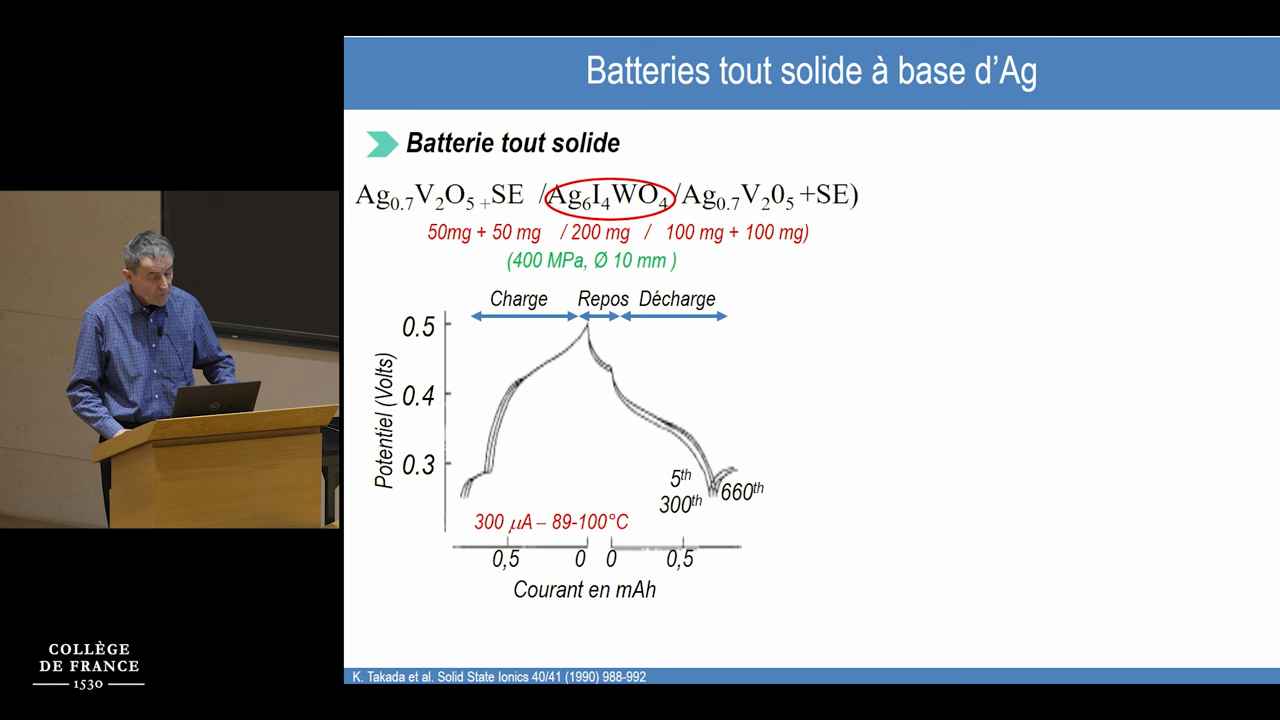 Batteries tout solide à base d’Ag
Batterie tout solide
Ag0.7V2O5 +SE /Ag6I4WO4/Ag0.7V205 +SE)
50mg + 50 mg / 200 mg / 100 mg + 100 mg)
(400 MPa, Ø 10 mm )
Charge Repos Décharge
0.5
0.4
0.3
Potentiel (Volts)
5th
300th
660th
300 µA – 89-100°C
0,5 0 0 0,5
Courant en mAh
K. Takada et al. Solid State Ionics 40/41 (1990) 988-992
COLLÈGE
DE FRANCE
1530